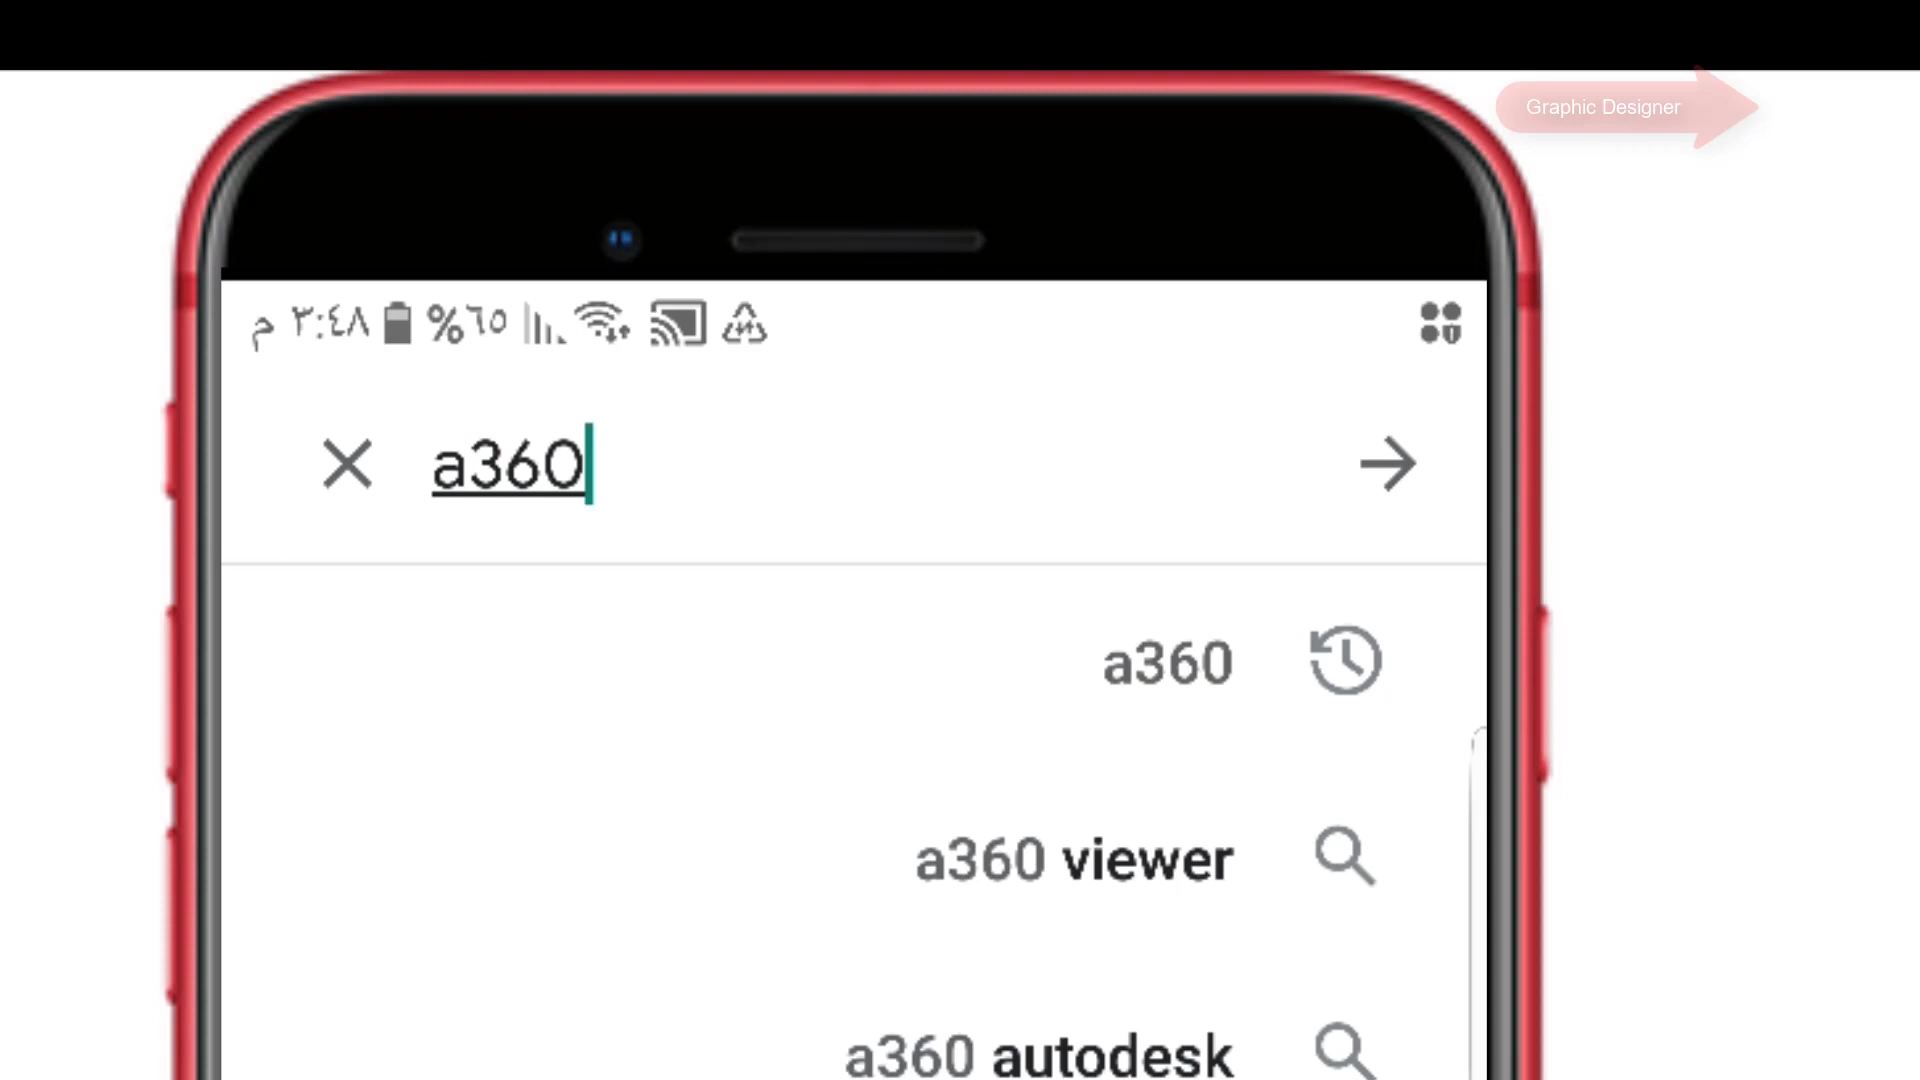 Graphic Designer
م ٣:٤٨ %٦٥
a360
a360
a360 viewer
a360 autodesk